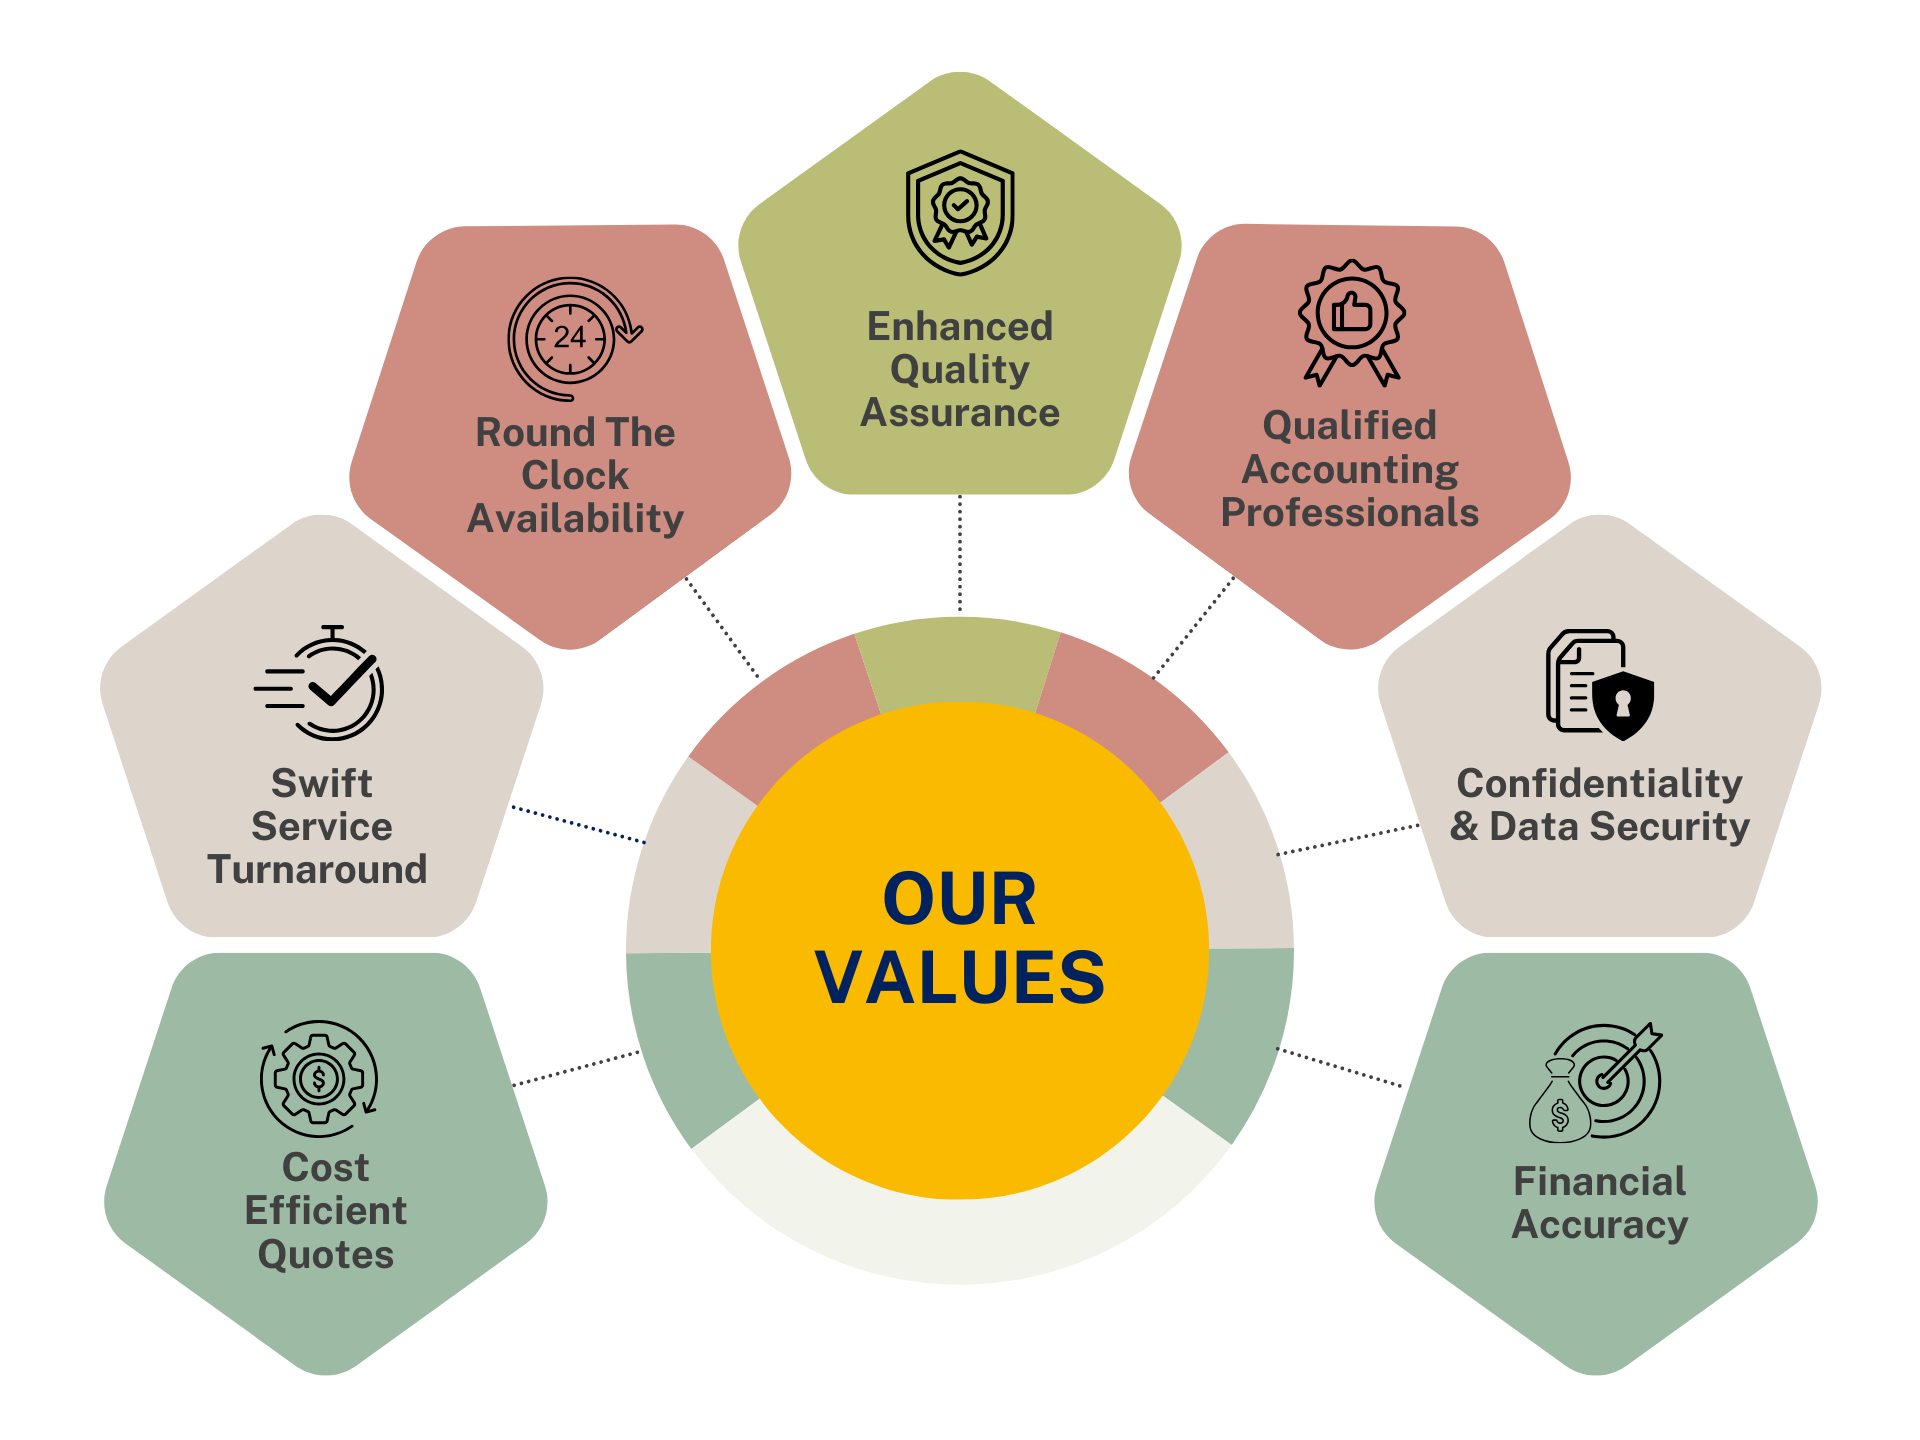 Enhanced
Quality
Assurance
24
Round The
Clock
Availability
Qualified
Accounting
Professionals
Swift
Service
Turnaround
Confidentiality
& Data Security
OUR
VALUES
$
Cost
Efficient
Quotes
$
Financial
Accuracy